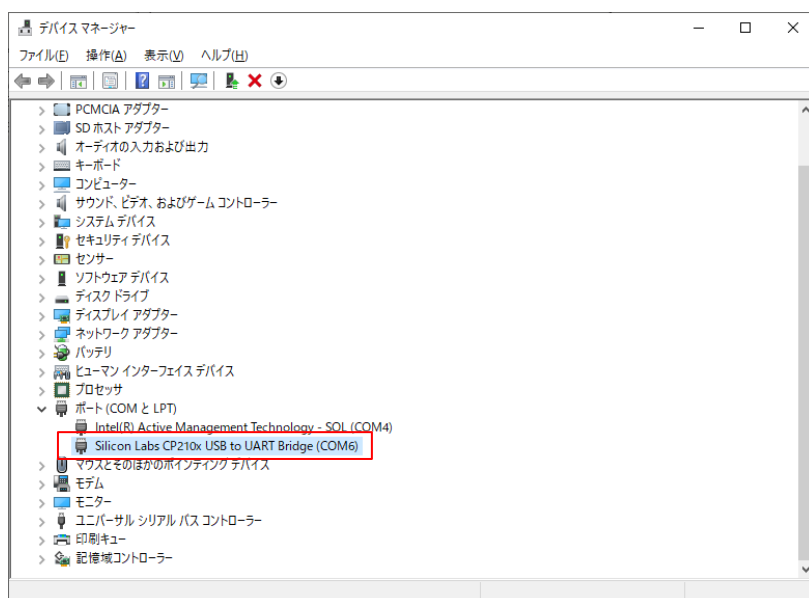 デバイス マネージャー
ファイル(F) 操作(A) 表示(V) ヘルプ(H)
PCMCIA アダプター
SD ホスト アダプター
オーディオの入力および出力
キーボード
コンピューター
サウンド、ビデオ、およびゲーム コントローラー
システム デバイス
セキュリティ デバイス
センサー
ソフトウェア デバイス
ディスク ドライブ
ディスプレイ アダプター
ネットワーク アダプター
バッテリ
ヒューマン インターフェイス デバイス
プロセッサ
ポート (COM と LPT)
Intel(R) Active Management Technology - SOL (COM4)
Silicon Labs CP210x USB to UART Bridge (COM6)
マウスとそのほかのポインティング デバイス
モデム
モニター
ユニバーサル シリアル バス コントローラー
印刷キュー
記憶域コントローラー